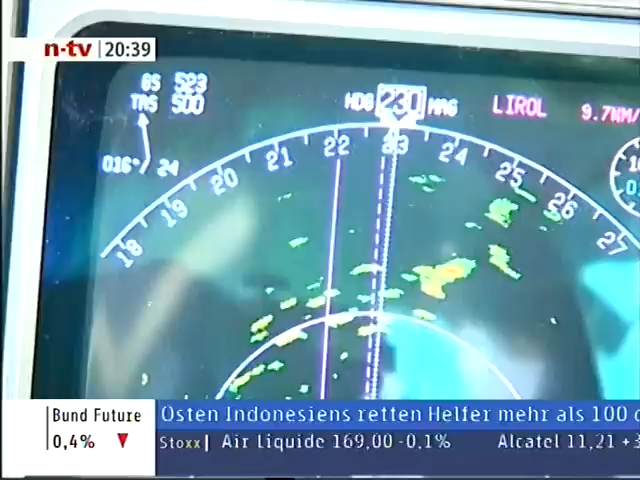 n-tv 20:39
GS 523
TAS 500
HDG 230 MAG
LIROL
9.7NM/
016°/ 24
18 19 20 21 22 23 24 25 26 27
Bund Future
0,4%
Osten Indonesiens retten Helfer mehr als 100
Stoxx| Air Liquide 169,00 -0,1% Alcatel 11,21 +3